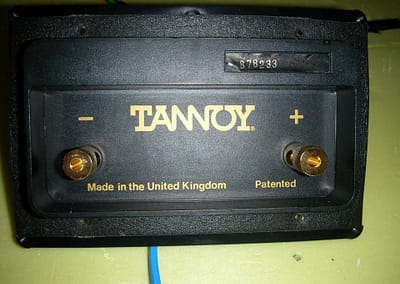 878233
- TANNOY® +
Made in the United Kingdom Patented